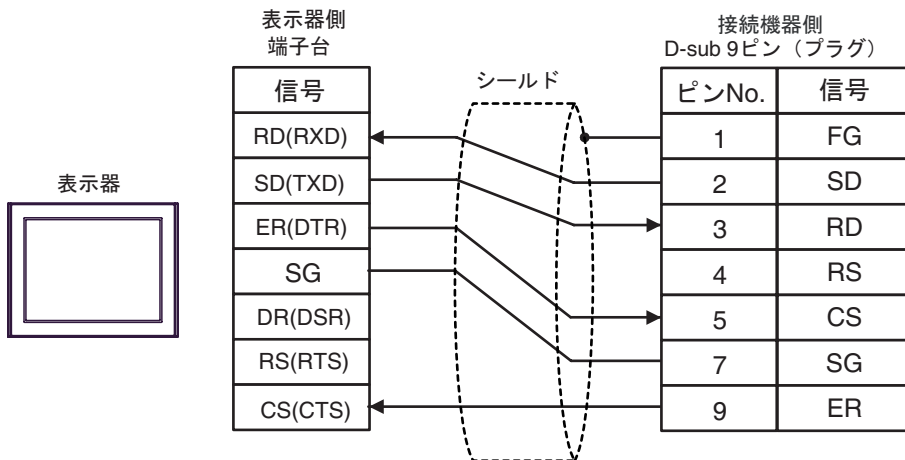 表示器
表示器側
端子台
信号
RD(RXD)
SD(TXD)
ER(DTR)
SG
DR(DSR)
RS(RTS)
CS(CTS)
シールド
接続機器側
D-sub 9ピン（プラグ）
ピンNo. 信号
1 FG
2 SD
3 RD
4 RS
5 CS
7 SG
9 ER